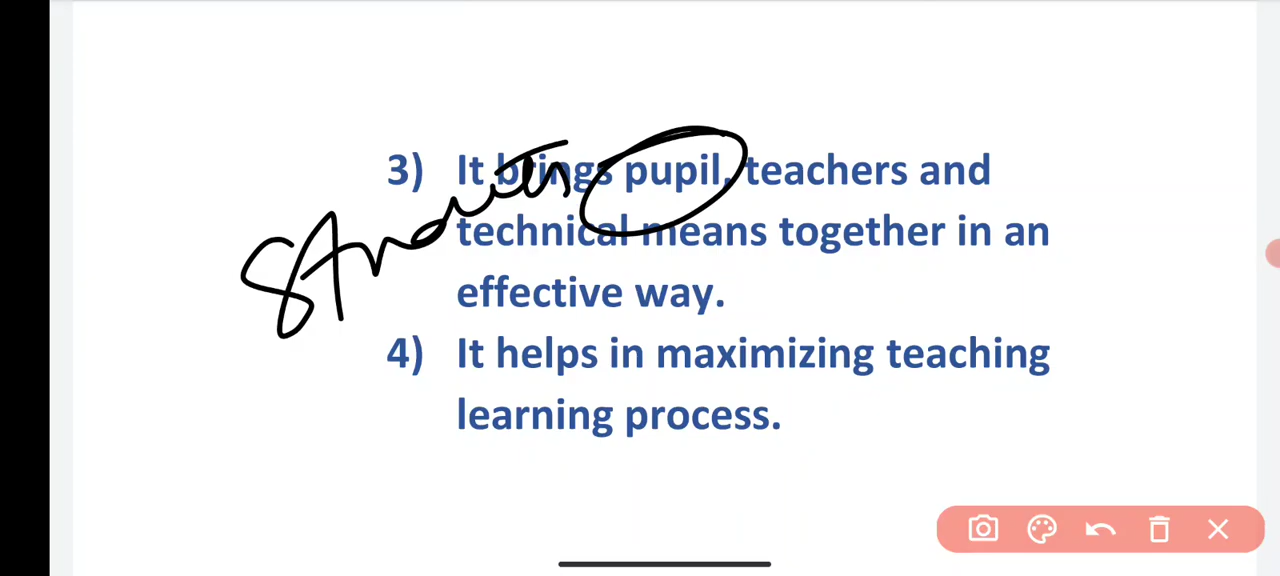 3) It brings pupil, teachers and
technical means together in an
effective way.
4) It helps in maximizing teaching
learning process.